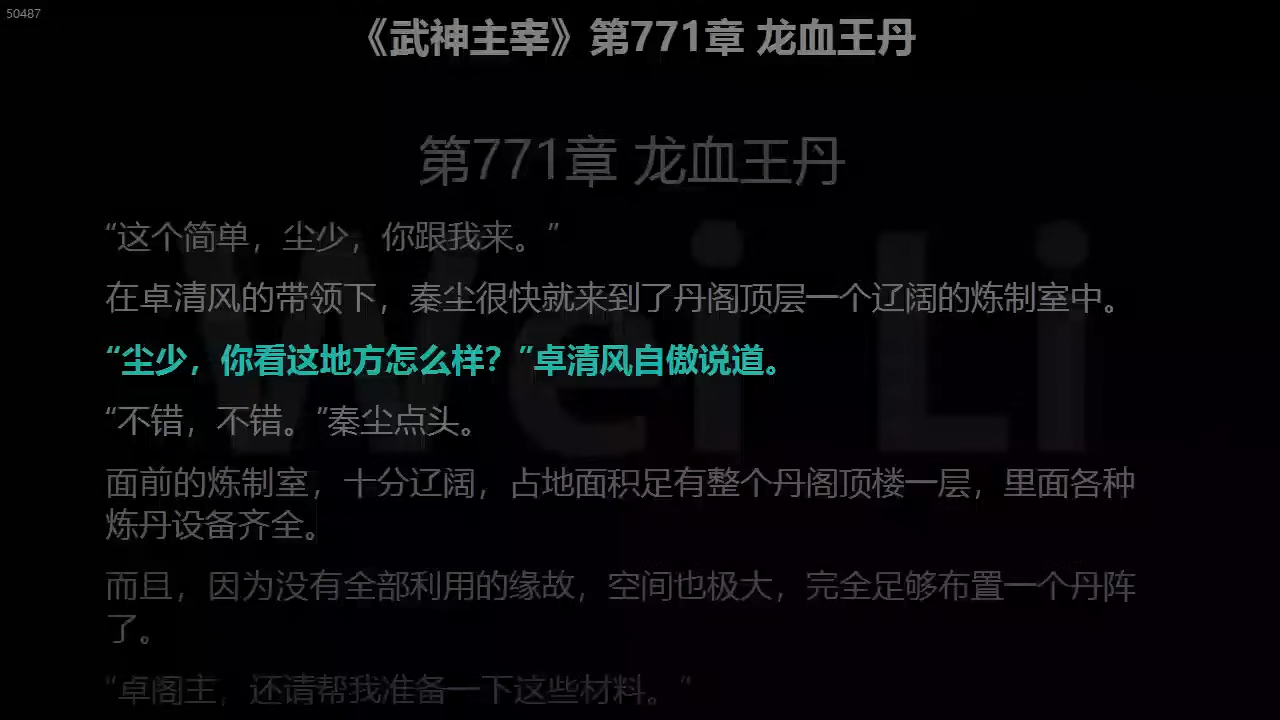 50487
《武神主宰》第771章 龙血王丹
第771章 龙血王丹
“这个简单，尘少，你跟我来。”
在卓清风的带领下，秦尘很快就来到了丹阁顶层一个辽阔的炼制室中。
“尘少，你看这地方怎么样？”卓清风自傲说道。
“不错，不错。”秦尘点头。
面前的炼制室，十分辽阔，占地面积足有整个丹阁顶楼一层，里面各种
炼丹设备齐全。
而且，因为没有全部利用的缘故，空间也极大，完全足够布置一个丹阵
了。
“卓阁主，还请帮我准备一下这些材料。”
Wei Li